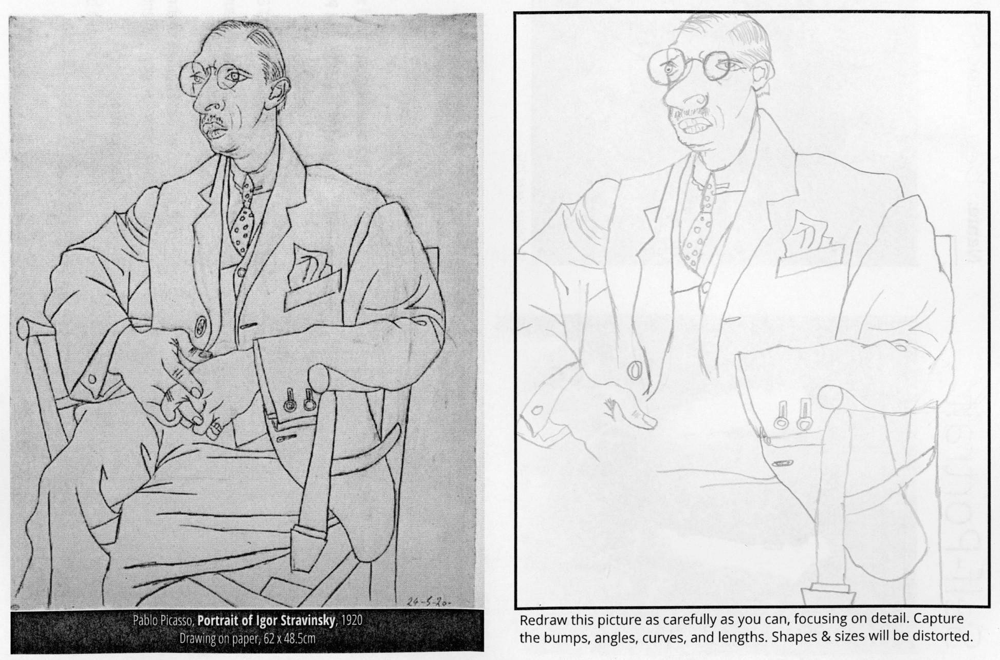 24-5-20-
Pablo Picasso, Portrait of Igor Stravinsky, 1920
Drawing on paper, 62 x 48.5cm
Redraw this picture as carefully as you can, focusing on detail. Capture
the bumps, angles, curves, and lengths. Shapes & sizes will be distorted.